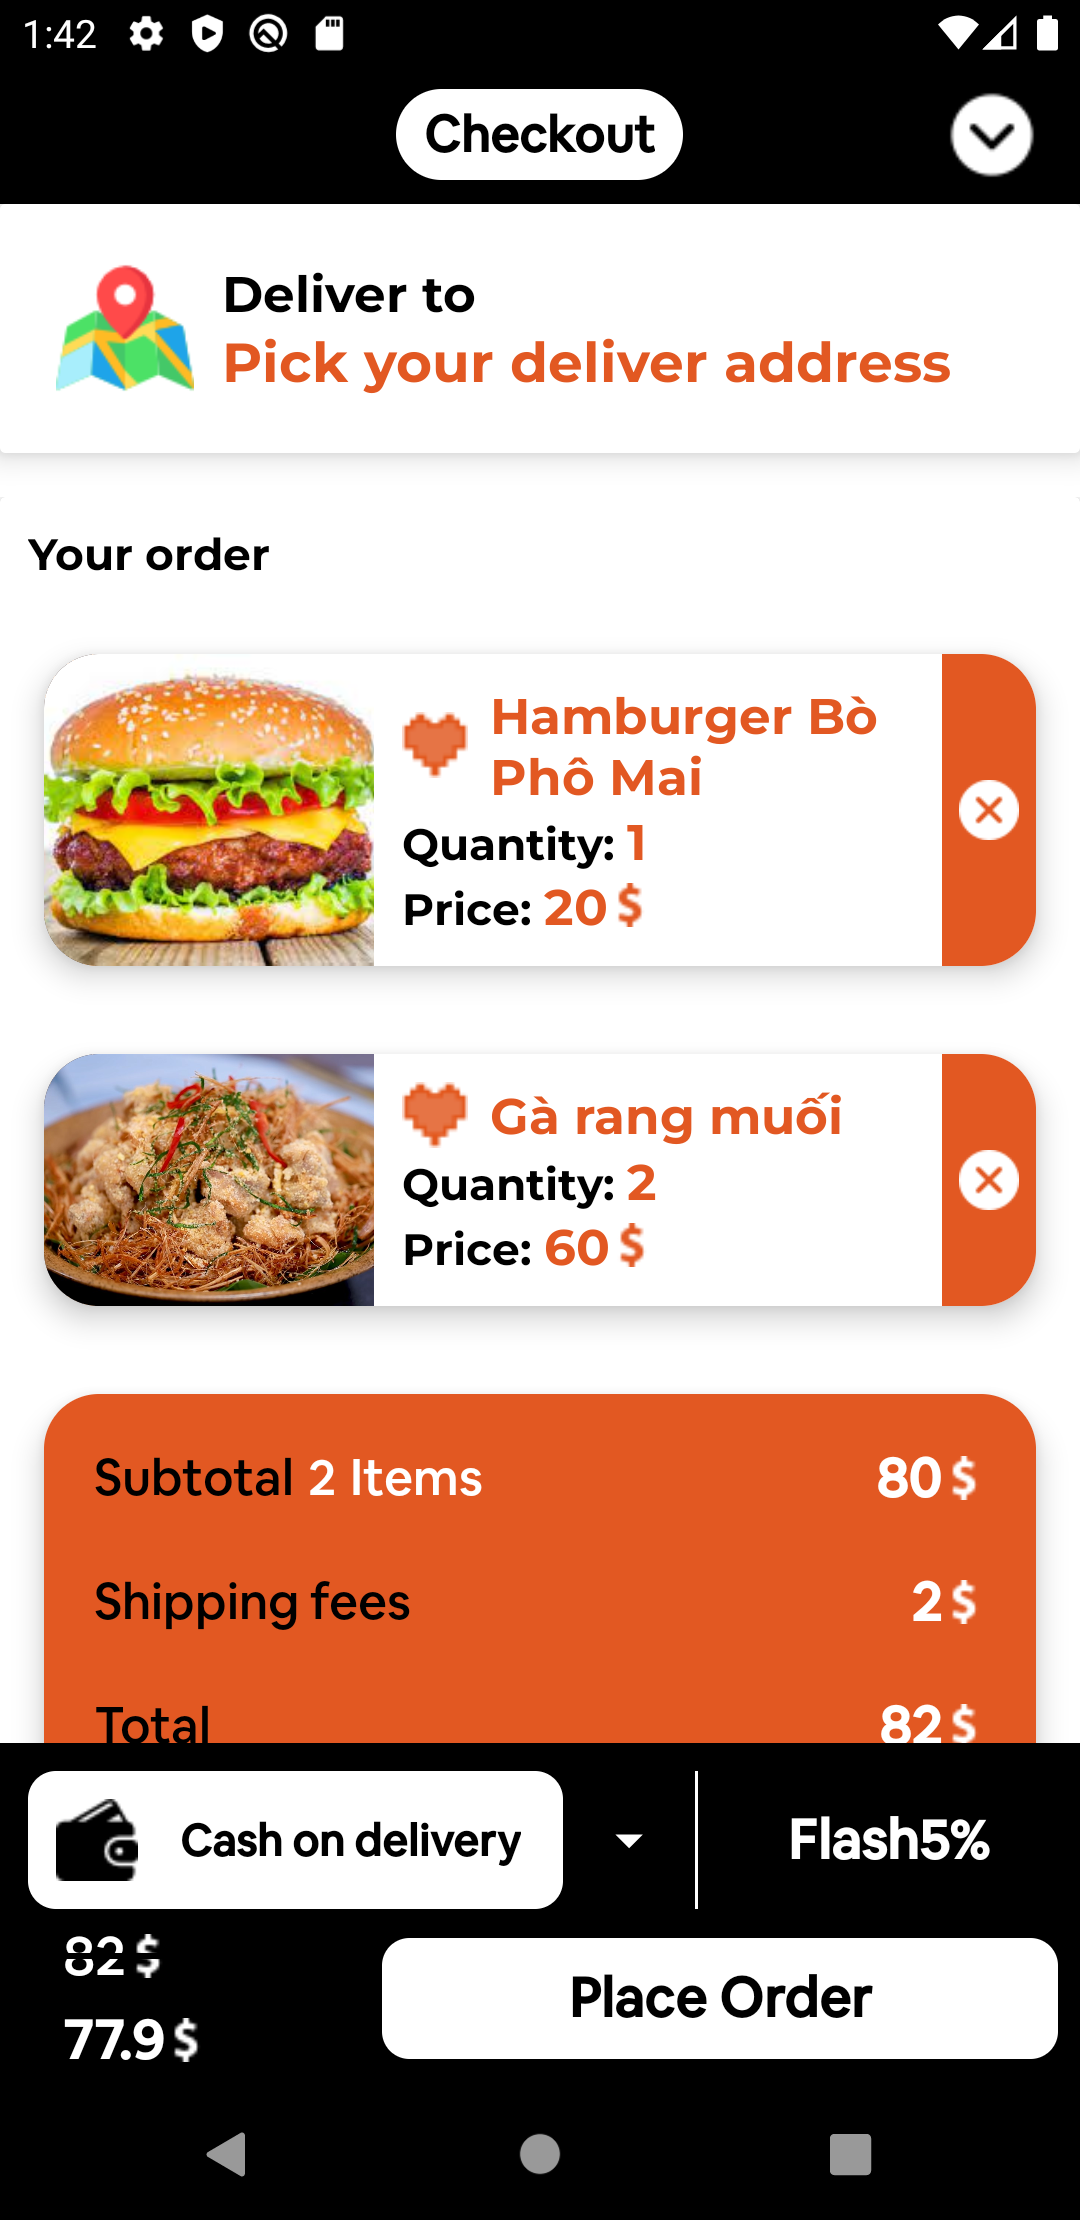 1:42
Checkout
Deliver to
Pick your deliver address
Your order
Hamburger Bò
Phô Mai
Quantity: 1
Price: 20 $
Gà rang muối
Quantity: 2
Price: 60 $
Subtotal 2 Items 80 $
Shipping fees 2 $
Total 82 $
Cash on delivery
Flash5%
82 $
77.9 $
Place Order